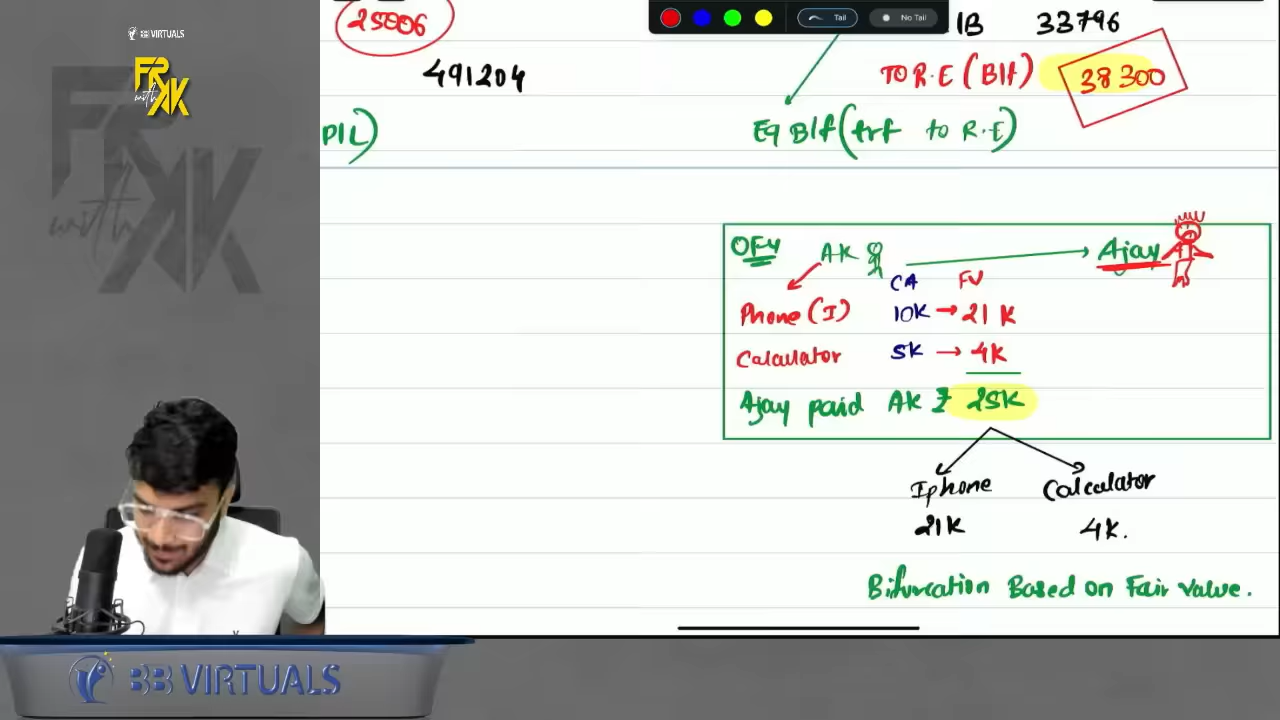 BB VIRTUALS
FR
with
AK
25006
491204
P/L)
Tail
No Tail
IB 33796
TO R.E (B/f) 38300
Eq B/f (trf to R.E)
OF4 AK Ajay
CA FV
Phone (I) 10K → 21K
Calculator 5K → 4K
Ajay paid AK ₹ 25K
Iphone Calculator
21K 4K.
Bifurcation Based on Fair value.
BB VIRTUALS